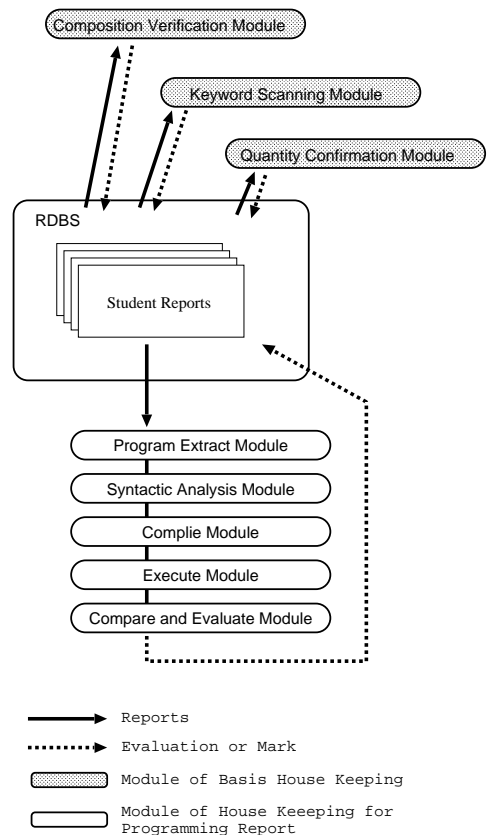 Composition Verification Module
Keyword Scanning Module
Quantity Confirmation Module
RDBS
Student Reports
Program Extract Module
Syntactic Analysis Module
Complie Module
Execute Module
Compare and Evaluate Module
Reports
Evaluation or Mark
Module of Basis House Keeping
Module of House Keeeping for
Programming Report